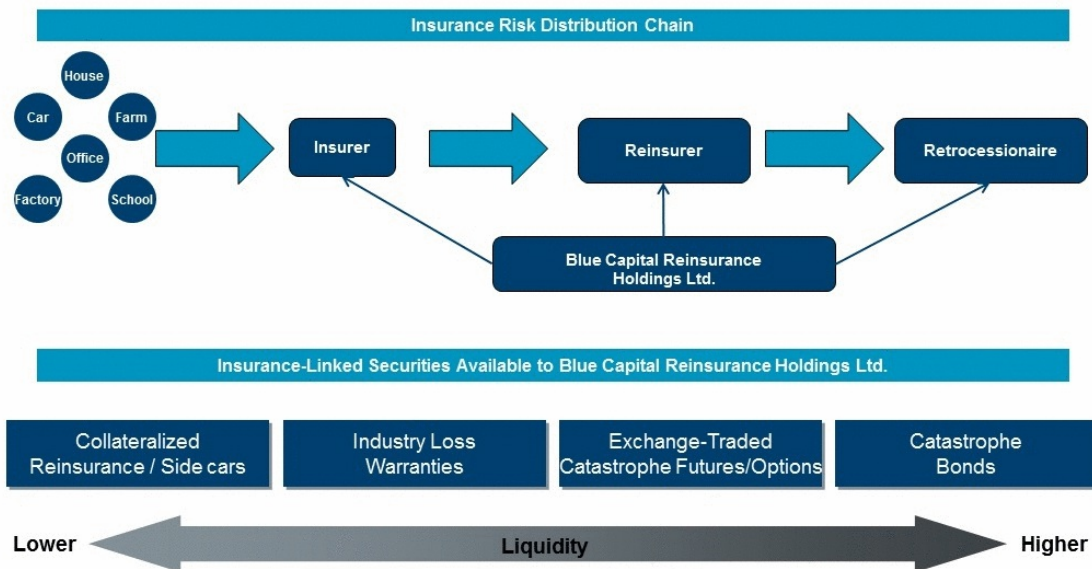 Insurance Risk Distribution Chain
House
Car
Farm
Office
Factory
School
Insurer
Reinsurer
Retrocessionaire
Blue Capital Reinsurance
Holdings Ltd.
Insurance-Linked Securities Available to Blue Capital Reinsurance Holdings Ltd.
Collateralized
Reinsurance / Side cars
Industry Loss
Warranties
Exchange-Traded
Catastrophe Futures/Options
Catastrophe
Bonds
Lower
Liquidity
Higher